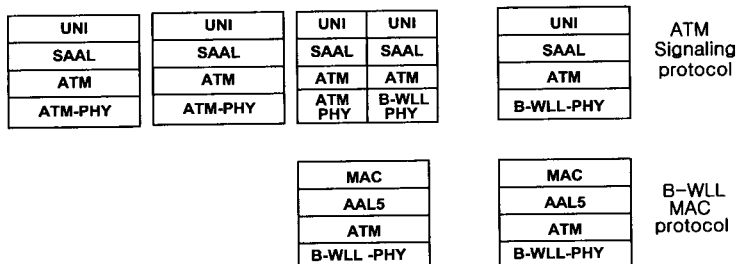 UNI UNI UNI UNI UNI ATM
SAAL SAAL SAAL SAAL SAAL Signaling
ATM ATM ATM ATM ATM protocol
ATM-PHY ATM-PHY ATM PHY B-WLL PHY B-WLL-PHY
MAC MAC B-WLL
AAL5 AAL5 MAC
ATM ATM protocol
B-WLL -PHY B-WLL-PHY